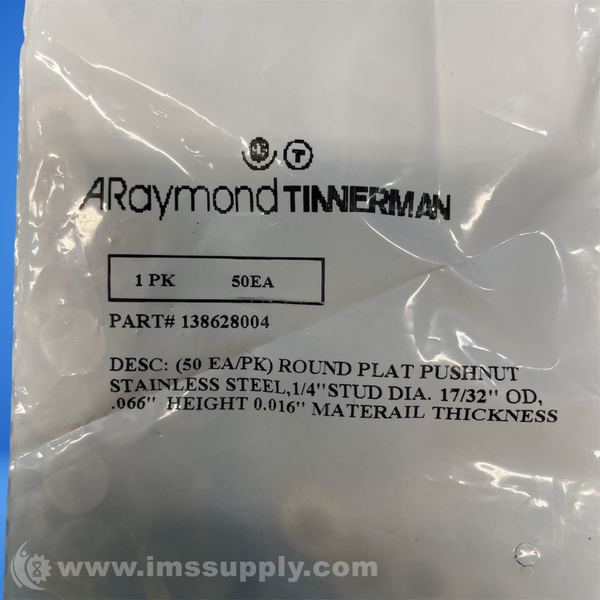 T
ARaymond TINNERMAN
1 PK 50EA
PART# 138628004
DESC: (50 EA/PK) ROUND PLAT PUSHNUT
STAINLESS STEEL,1/4"STUD DIA. 17/32" OD,
.066" HEIGHT 0.016" MATERAIL THICKNESS
www.imssupply.com